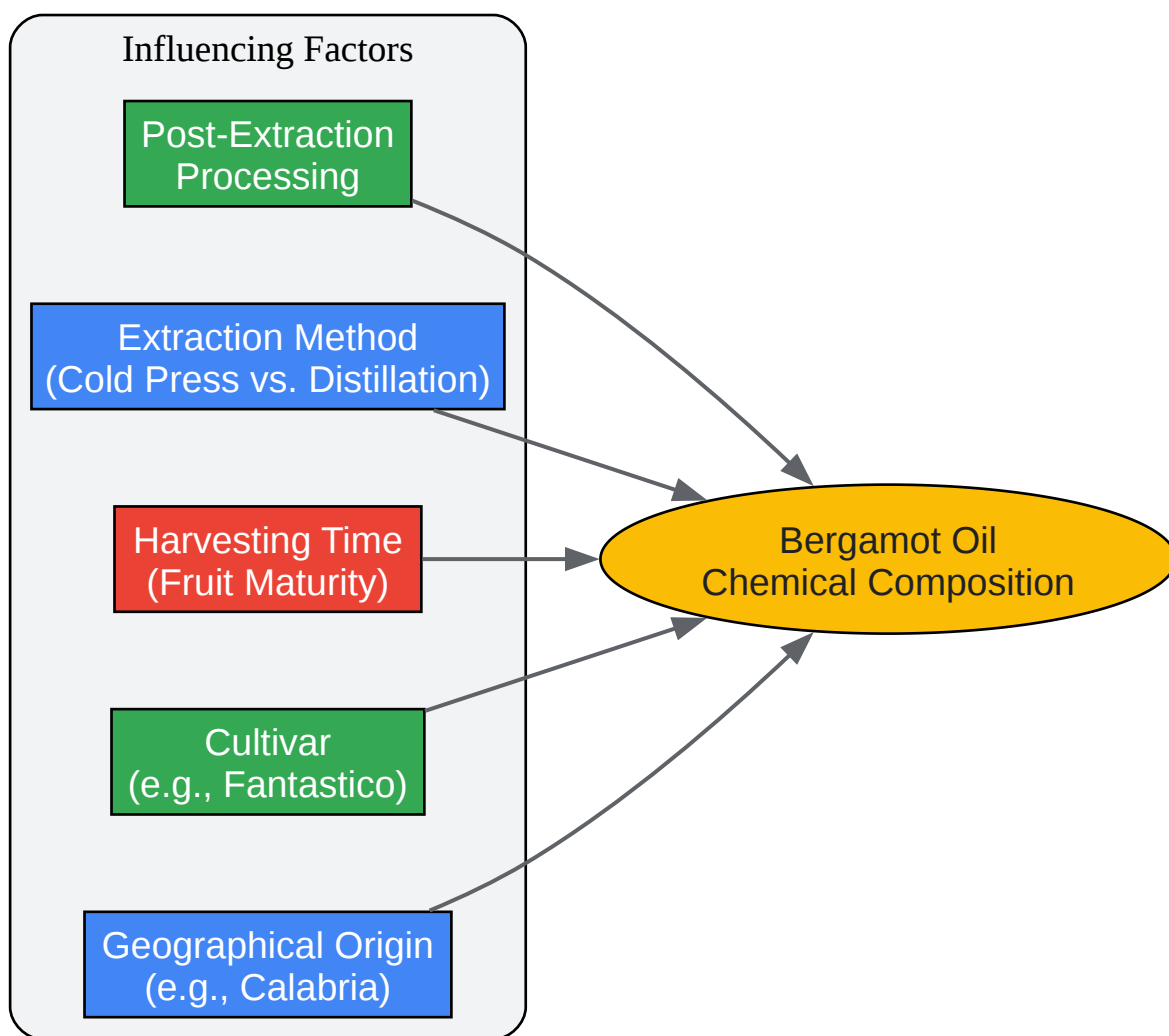 Influencing Factors
Post-Extraction
Processing
Extraction Method
(Cold Press vs. Distillation)
Harvesting Time
(Fruit Maturity)
Bergamot Oil
Chemical Composition
Cultivar
(e.g., Fantastico)
Geographical Origin
(e.g., Calabria)